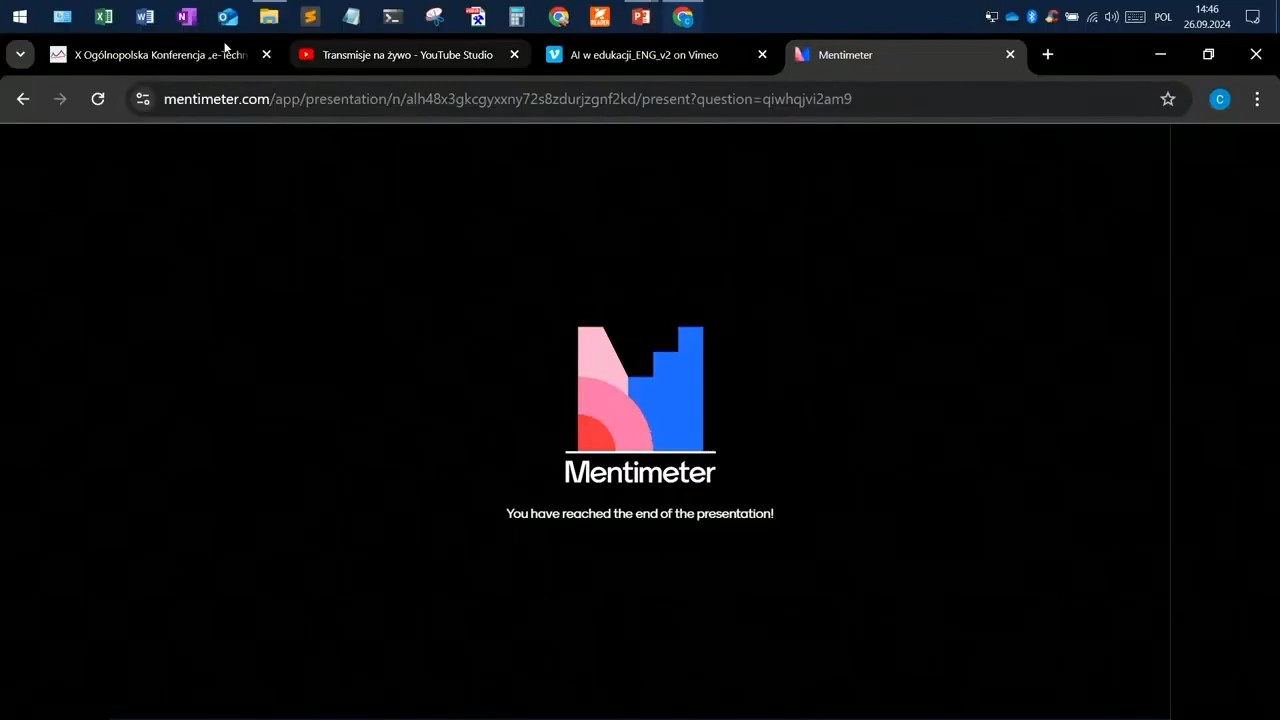 POL
14:46
26.09.2024
X Ogólnopolska Konferencja „e-Techn
Transmisje na żywo - YouTube Studio
AI w edukacji_ENG_v2 on Vimeo
Mentimeter
mentimeter.com/app/presentation/n/alh48x3gkcgyxxny72s8zdurjzgnf2kd/present?question=qiwhqjvi2am9
C
Mentimeter
You have reached the end of the presentation!